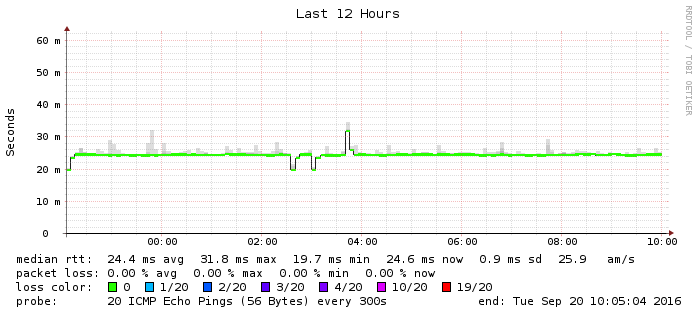 Last 12 Hours
RRDTOOL / TOBI OETIKER
Seconds
60 m
50 m
40 m
30 m
20 m
10 m
0
00:00 02:00 04:00 06:00 08:00 10:00
median rtt: 24.4 ms avg 31.8 ms max 19.7 ms min 24.6 ms now 0.9 ms sd 25.9 am/s
packet loss: 0.00 % avg 0.00 % max 0.00 % min 0.00 % now
loss color: 0 1/20 2/20 3/20 4/20 10/20 19/20
probe: 20 ICMP Echo Pings (56 Bytes) every 300s end: Tue Sep 20 10:05:04 2016